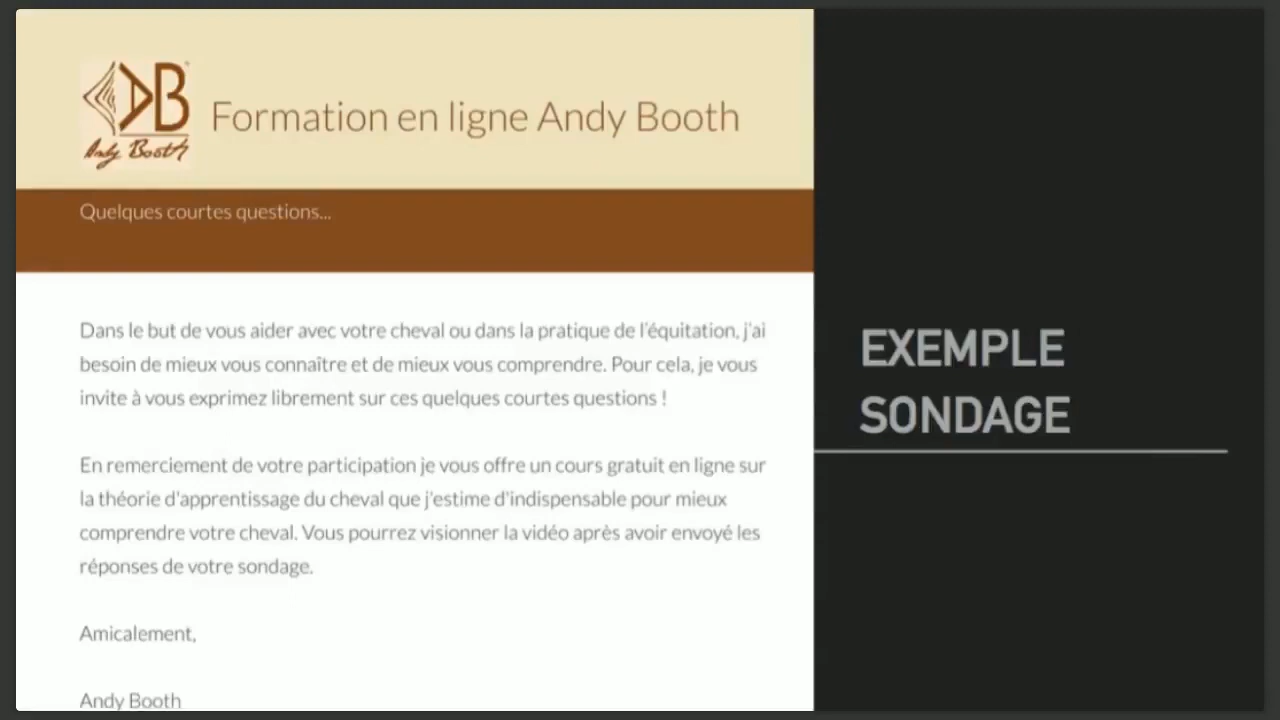 DB
Andy Booth
Formation en ligne Andy Booth
Quelques courtes questions...
Dans le but de vous aider avec votre cheval ou dans la pratique de l'équitation, j'ai
besoin de mieux vous connaître et de mieux vous comprendre. Pour cela, je vous
invite à vous exprimez librement sur ces quelques courtes questions !
En remerciement de votre participation je vous offre un cours gratuit en ligne sur
la théorie d'apprentissage du cheval que j'estime d'indispensable pour mieux
comprendre votre cheval. Vous pourrez visionner la vidéo après avoir envoyé les
réponses de votre sondage.
Amicalement,
Andy Booth
EXEMPLE
SONDAGE